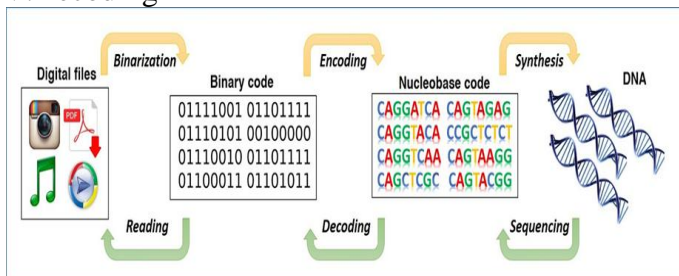 Binarization
Encoding
Synthesis
Digital files
Binary code
Nucleobase code
DNA
PDF
01111001 01101111
01110101 00100000
01110010 01101111
01100011 01101011
CAGGATCA CAGTAGAG
CAGGTACA CCGCTCTCT
CAGGTCAA CAGTAAGG
CAGCTCGC CAGTACGG
Reading
Decoding
Sequencing